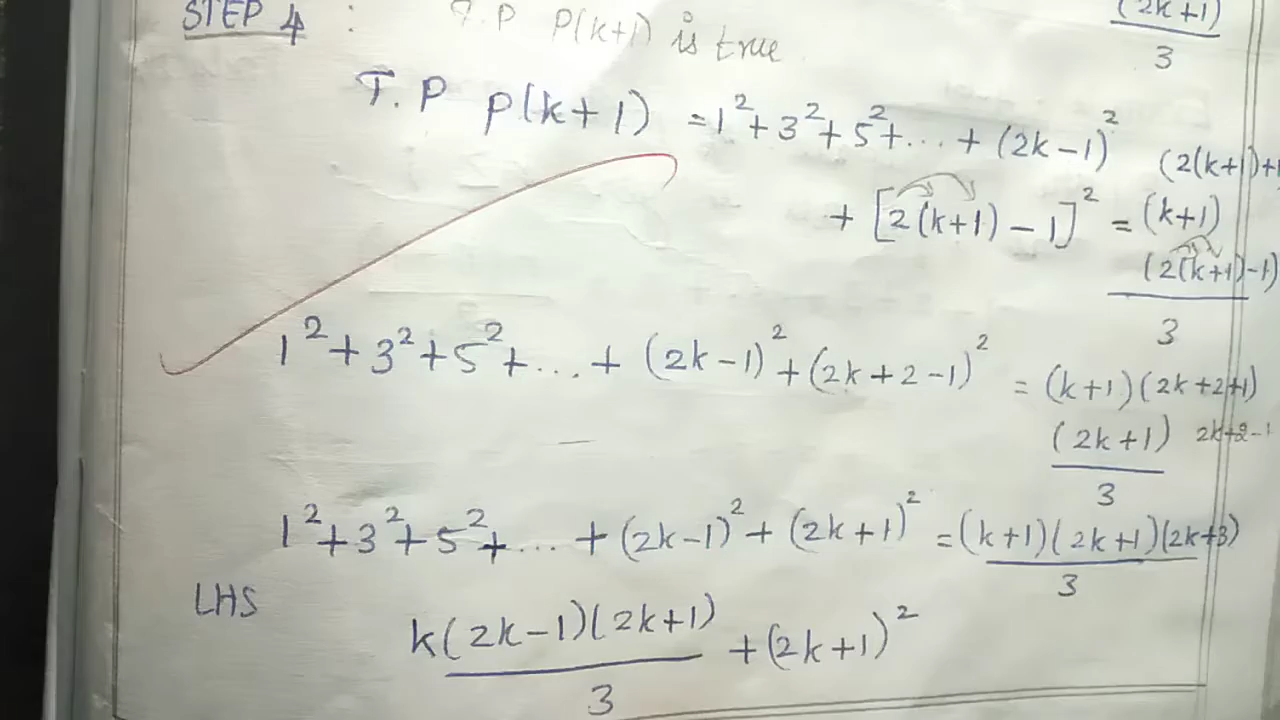 STEP 4 : T.P P(k+1) is true
(2k+1)
3
T.P P(k+1) = 1²+3²+5²+...+(2k-1)² (2(k+1)+1
+ [2(k+1)-1]² = (k+1)
(2(k+1)-1)
3
1²+3²+5²+...+(2k-1)²+(2k+2-1)² = (k+1)(2k+2+1)
(2k+1) 2k+2-1
3
1²+3²+5²+...+(2k-1)²+(2k+1)² = (k+1)(2k+1)(2k+3)
3
LHS
k(2k-1)(2k+1) + (2k+1)²
3